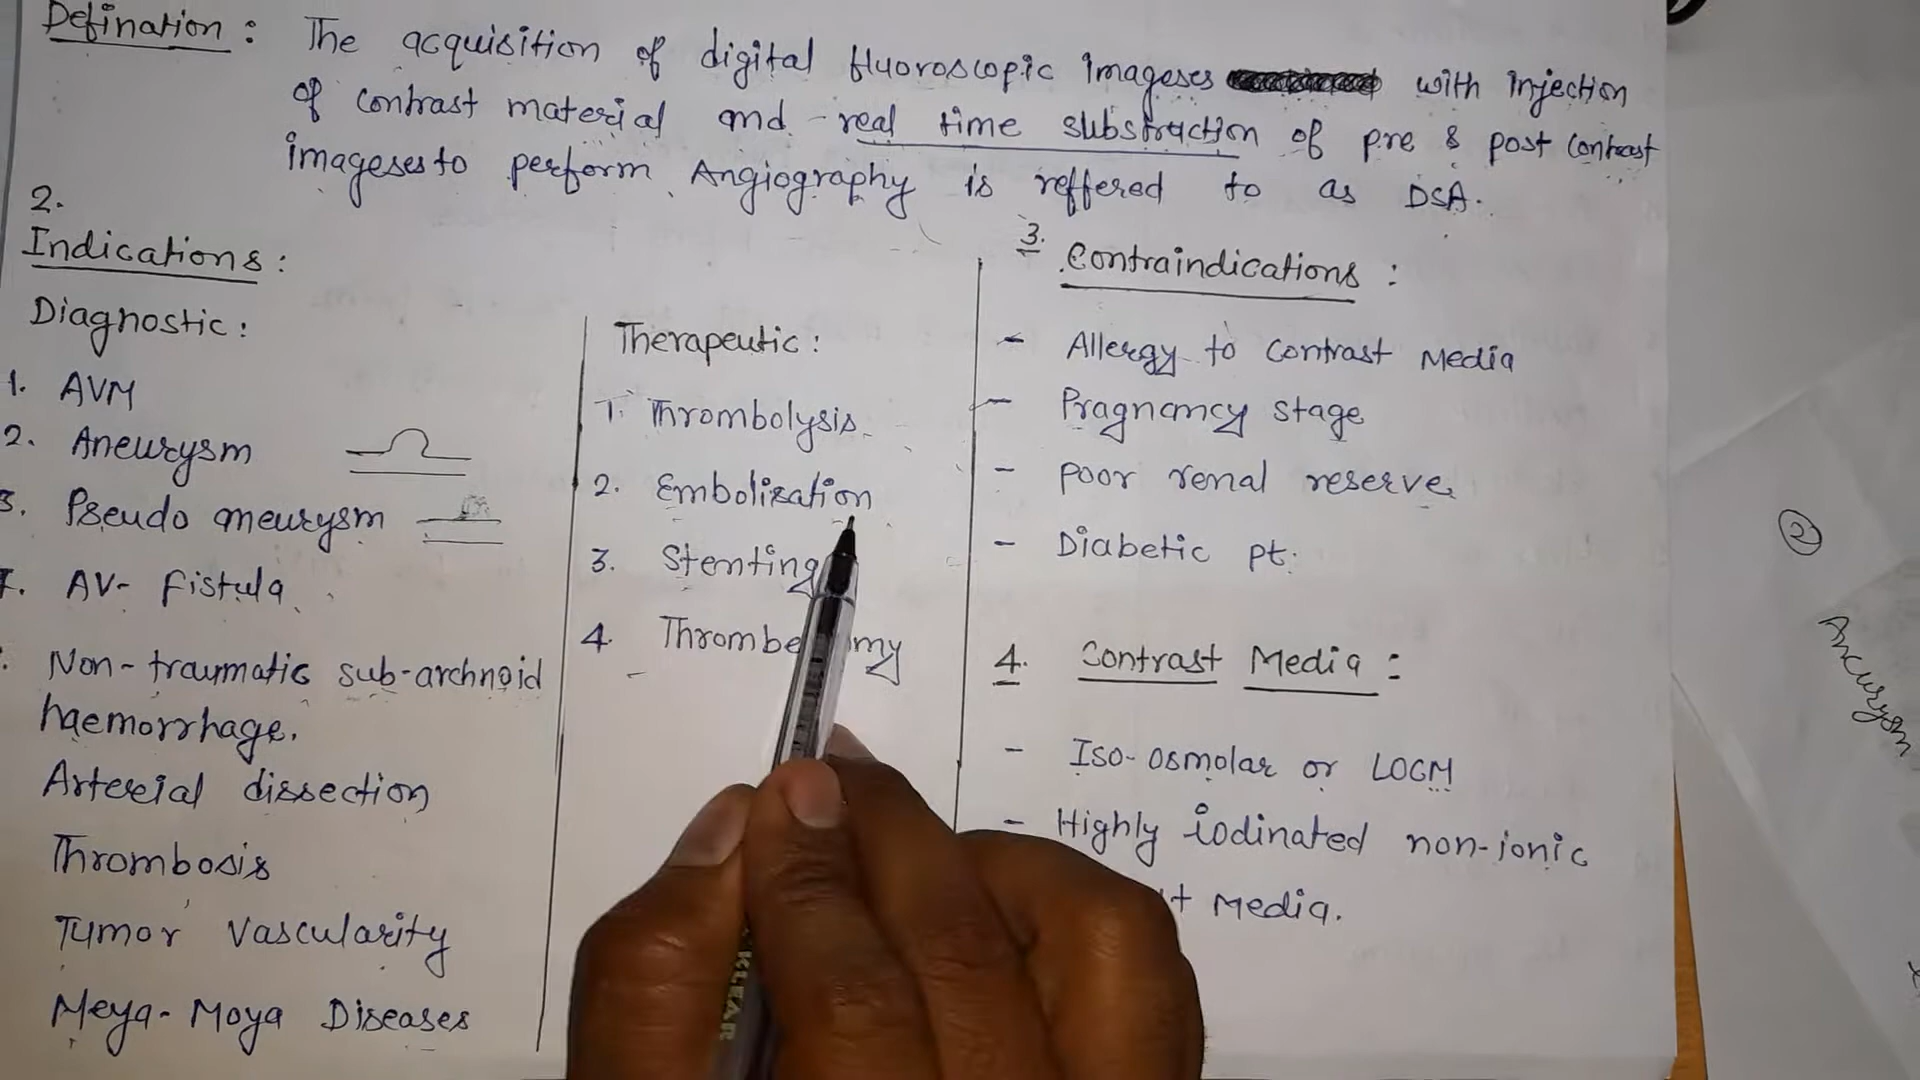 Defination : The acquisition of digital fluoroscopic imageses with injection
of contrast material and real time substraction of pre & post contrast
imageses to perform Angiography is reffered to as DSA.
2.
Indications :
Diagnostic :
1. AVM
2. Aneurysm
3. Pseudo aneurysm
AV- Fistula
Non-traumatic sub-archnoid
haemorrhage.
Arterial dissection
Thrombosis
Tumor Vascularity
Meya-Moya Diseases
Therapeutic :
1. Thrombolysis
2. Embolization
3. Stenting
4.
3. Contraindications :
- Allergy to contrast Media
- Pragnancy stage
- poor renal reserve
- Diabetic pt.
4. Contrast Media :
- Iso-osmolar or LOCM
- Highly iodinated non-ionic
Media.
2
Aneurysm
KLEAR